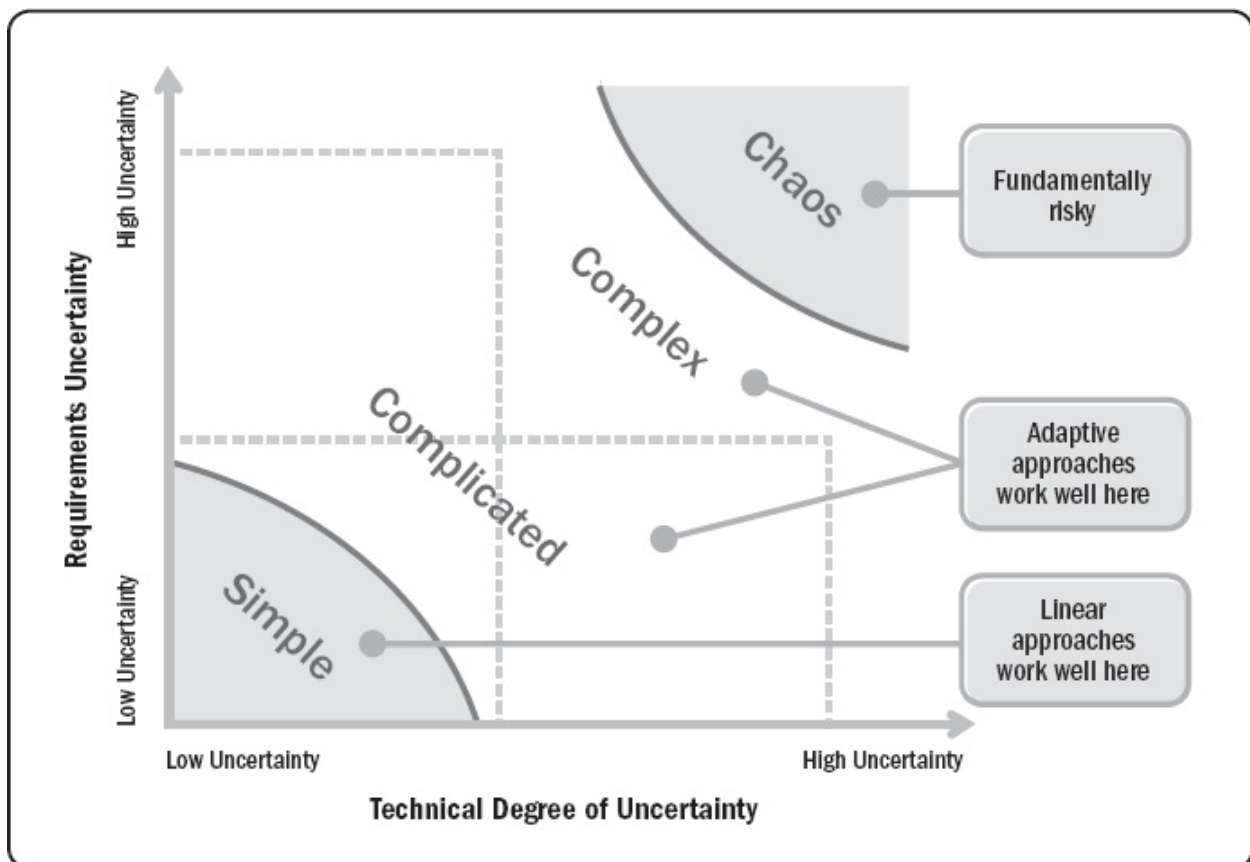 High Uncertainty
Requirements Uncertainty
Low Uncertainty
Chaos
Complex
Complicated
Simple
Fundamentally
risky
Adaptive
approaches
work well here
Linear
approaches
work well here
Low Uncertainty
High Uncertainty
Technical Degree of Uncertainty